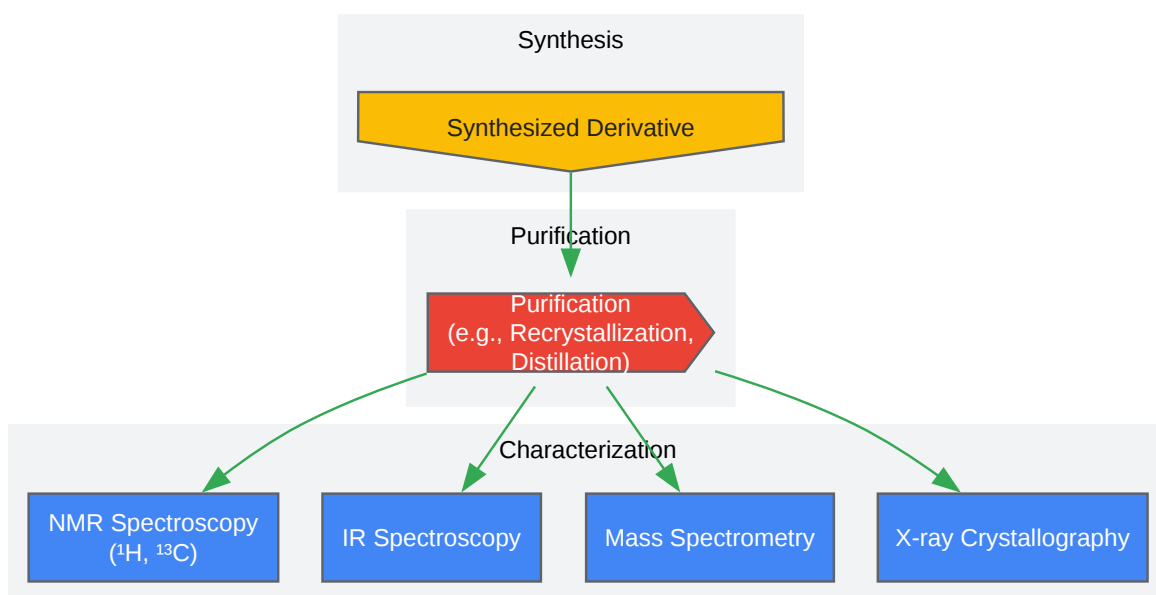 Synthesis
Synthesized Derivative
Purification
Purification
(e.g., Recrystallization,
Distillation)
Characterization
NMR Spectroscopy
(¹H, ¹³C)
IR Spectroscopy
Mass Spectrometry
X-ray Crystallography